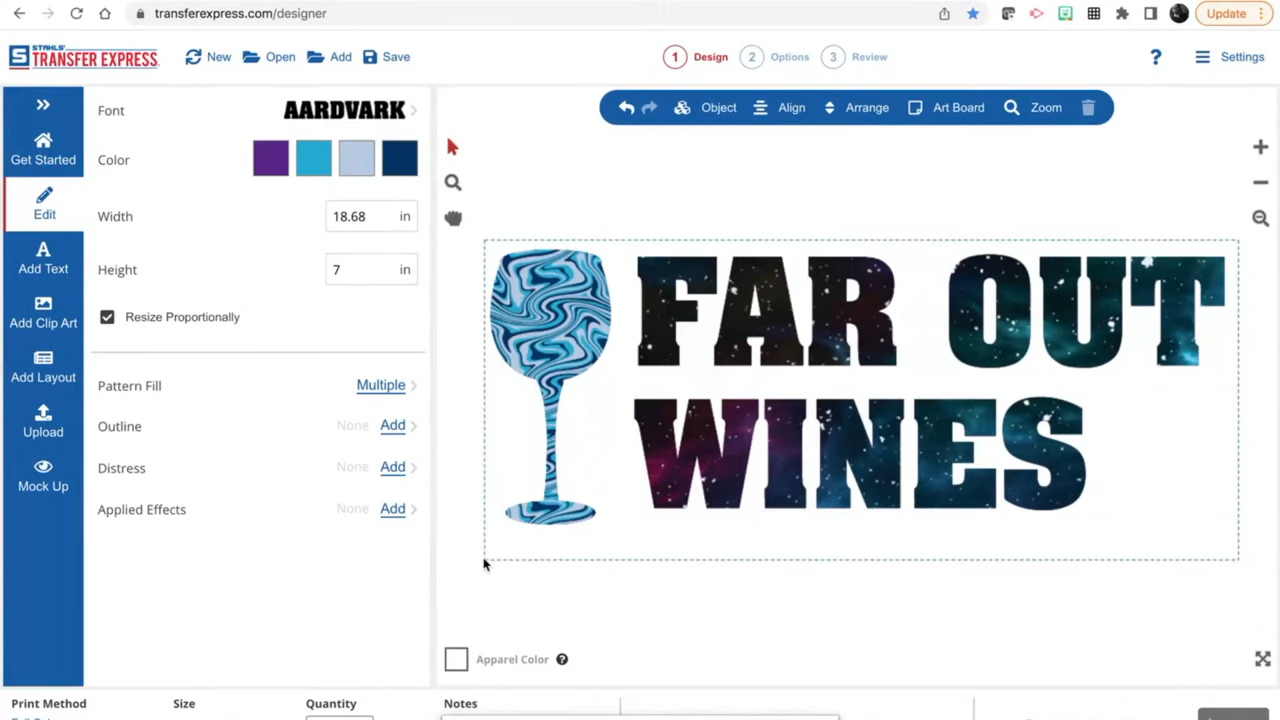 transferexpress.com/designer
Update
S STAHLS' TRANSFER EXPRESS
New
Open
Add
Save
1 Design
2 Options
3 Review
?
Settings
Get Started
Edit
Add Text
Add Clip Art
Add Layout
Upload
Mock Up
Font AARDVARK
Color
Width 18.68 in
Height 7 in
Resize Proportionally
Pattern Fill Multiple
Outline None Add
Distress None Add
Applied Effects None Add
Object
Align
Arrange
Art Board
Zoom
FAR OUT
WINES
Apparel Color ?
Print Method
Size
Quantity
Notes